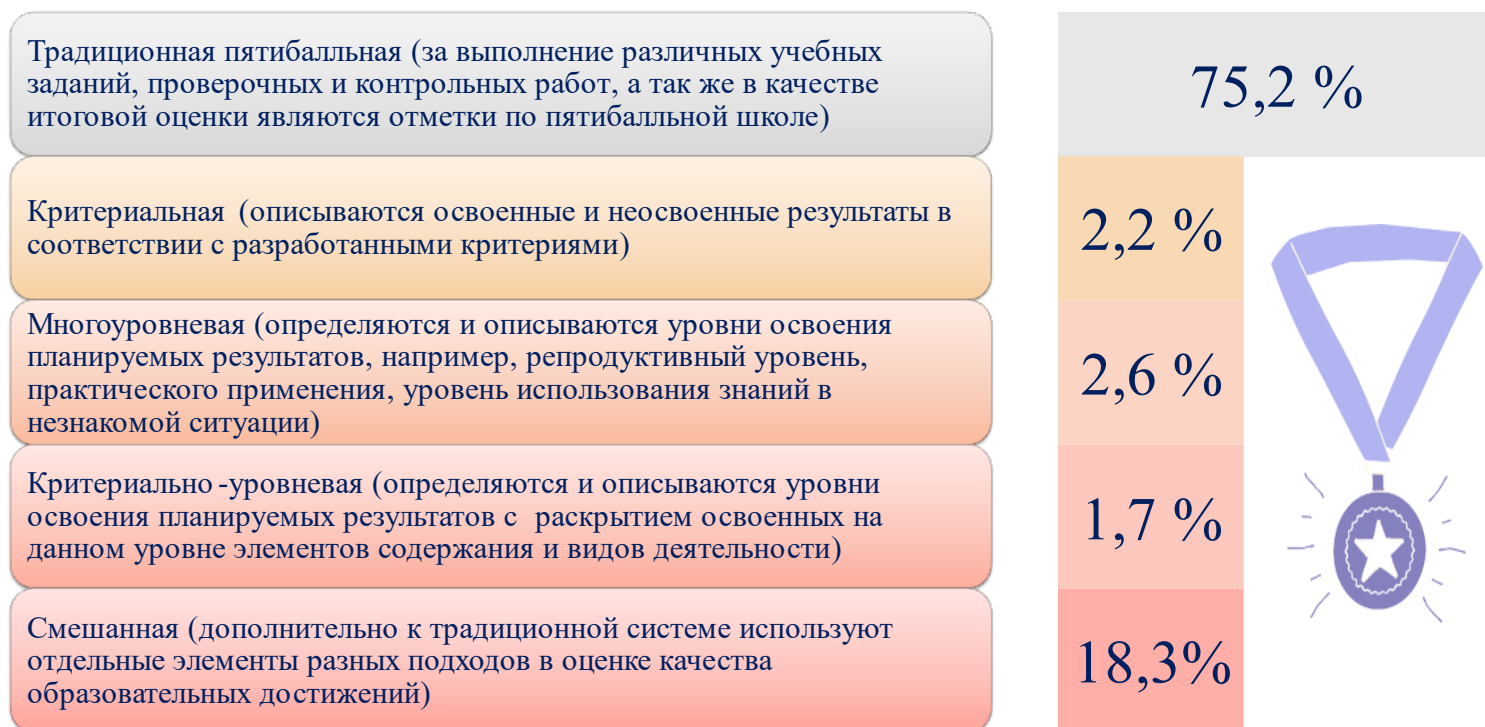 Традиционная пятибалльная (за выполнение различных учебных
заданий, проверочных и контрольных работ, а так же в качестве
итоговой оценки являются отметки по пятибалльной школе)
75,2 %
Критериальная (описываются освоенные и неосвоенные результаты в
соответствии с разработанными критериями)
2,2 %
Многоуровневая (определяются и описываются уровни освоения
планируемых результатов, например, репродуктивный уровень,
практического применения, уровень использования знаний в
незнакомой ситуации)
2,6 %
Критериально-уровневая (определяются и описываются уровни
освоения планируемых результатов с раскрытием освоенных на
данном уровне элементов содержания и видов деятельности)
1,7 %
Смешанная (дополнительно к традиционной системе используют
отдельные элементы разных подходов в оценке качества
образовательных достижений)
18,3%